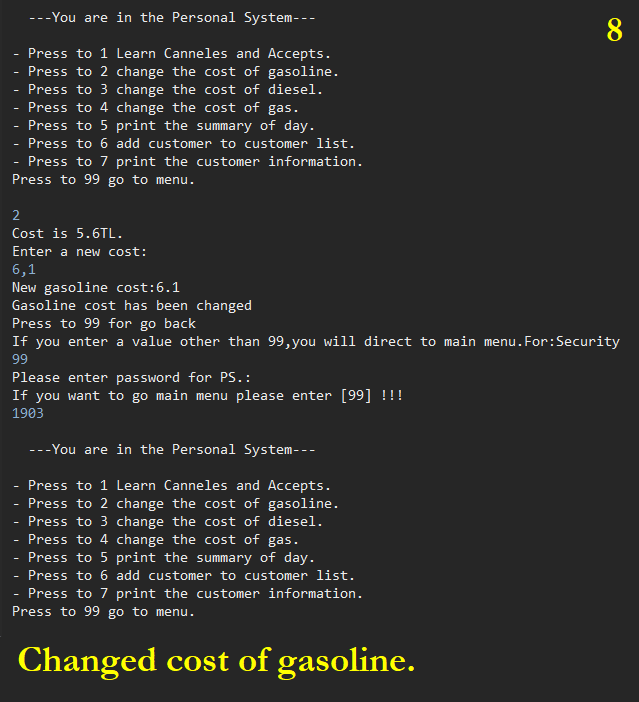 ---You are in the Personal System---
8
- Press to 1 Learn Canneles and Accepts.
- Press to 2 change the cost of gasoline.
- Press to 3 change the cost of diesel.
- Press to 4 change the cost of gas.
- Press to 5 print the summary of day.
- Press to 6 add customer to customer list.
- Press to 7 print the customer information.
Press to 99 go to menu.
2
Cost is 5.6TL.
Enter a new cost:
6,1
New gasoline cost:6.1
Gasoline cost has been changed
Press to 99 for go back
If you enter a value other than 99,you will direct to main menu.For:Security
99
Please enter password for PS.:
If you want to go main menu please enter [99] !!!
1903
---You are in the Personal System---
- Press to 1 Learn Canneles and Accepts.
- Press to 2 change the cost of gasoline.
- Press to 3 change the cost of diesel.
- Press to 4 change the cost of gas.
- Press to 5 print the summary of day.
- Press to 6 add customer to customer list.
- Press to 7 print the customer information.
Press to 99 go to menu.
Changed cost of gasoline.